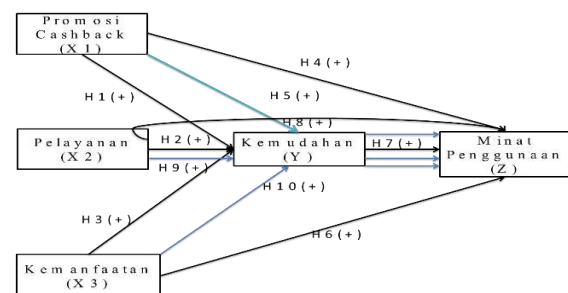 Promosi
Cashback
(X1)
H4(+)
H1(+)
H5(+)
H8(+)
Pelayanan
(X2)
H2(+)
H9(+)
Kemudahan
(Y)
H7(+)
Minat
Penggunaan
(Z)
H3(+)
H10(+)
H6(+)
Kemanfaatan
(X3)